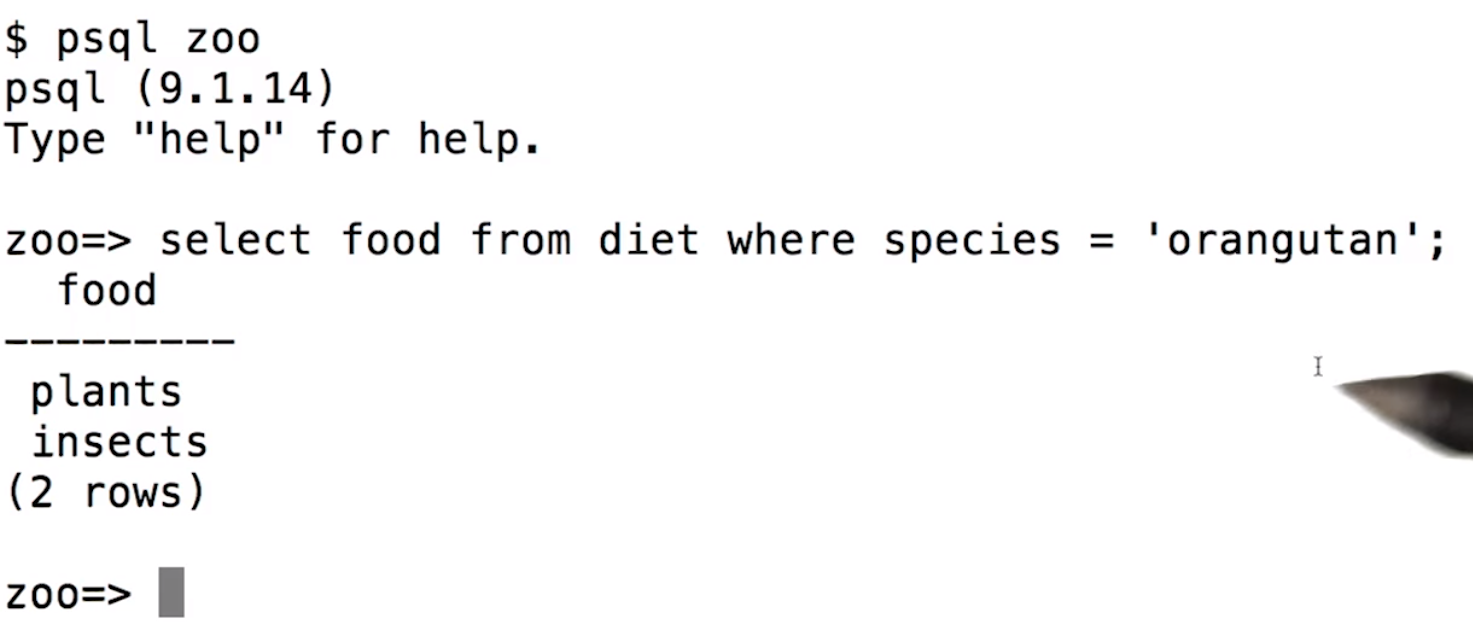 $ psql zoo
psql (9.1.14)
Type "help" for help.
zoo=> select food from diet where species = 'orangutan';
food
---------
plants
insects
(2 rows)
zoo=>